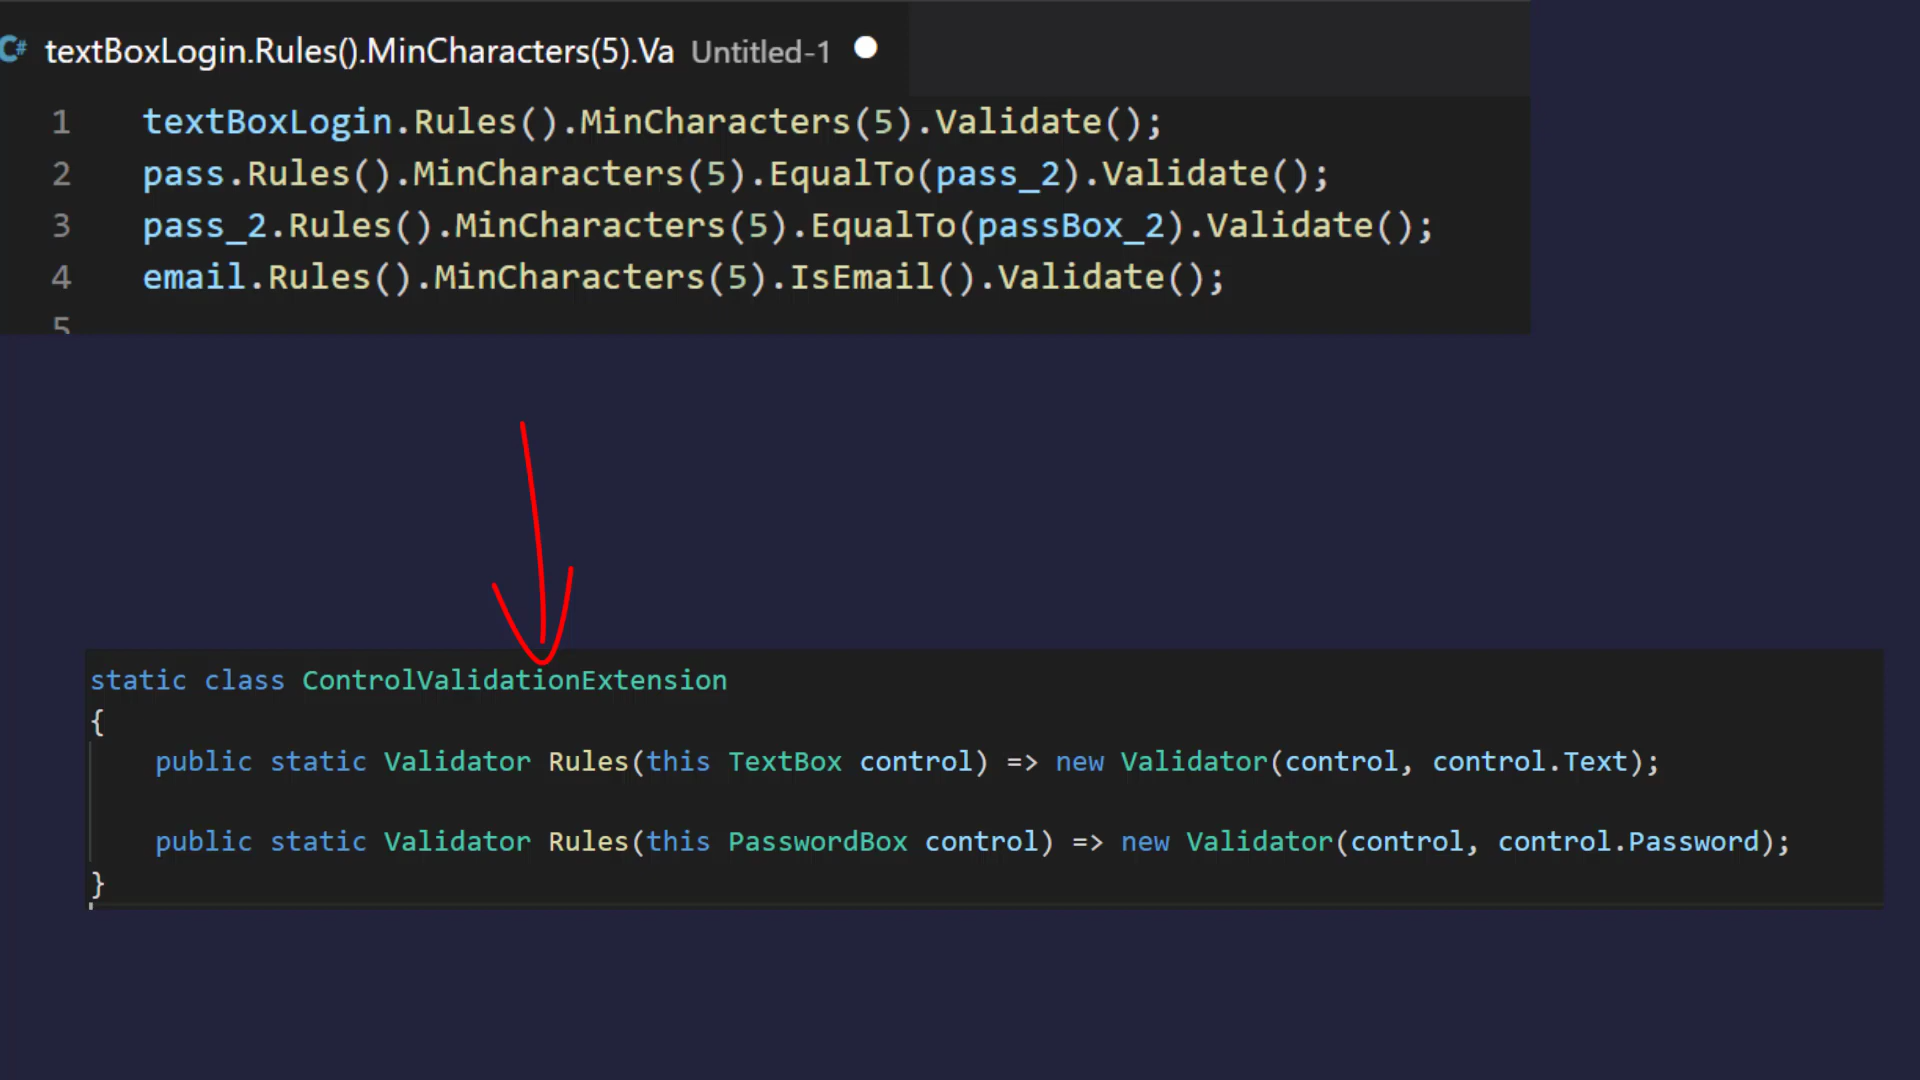 C# textBoxLogin.Rules().MinCharacters(5).Va Untitled-1
1 textBoxLogin.Rules().MinCharacters(5).Validate();
2 pass.Rules().MinCharacters(5).EqualTo(pass_2).Validate();
3 pass_2.Rules().MinCharacters(5).EqualTo(passBox_2).Validate();
4 email.Rules().MinCharacters(5).IsEmail().Validate();
5
static class ControlValidationExtension
{
public static Validator Rules(this TextBox control) => new Validator(control, control.Text);
public static Validator Rules(this PasswordBox control) => new Validator(control, control.Password);
}